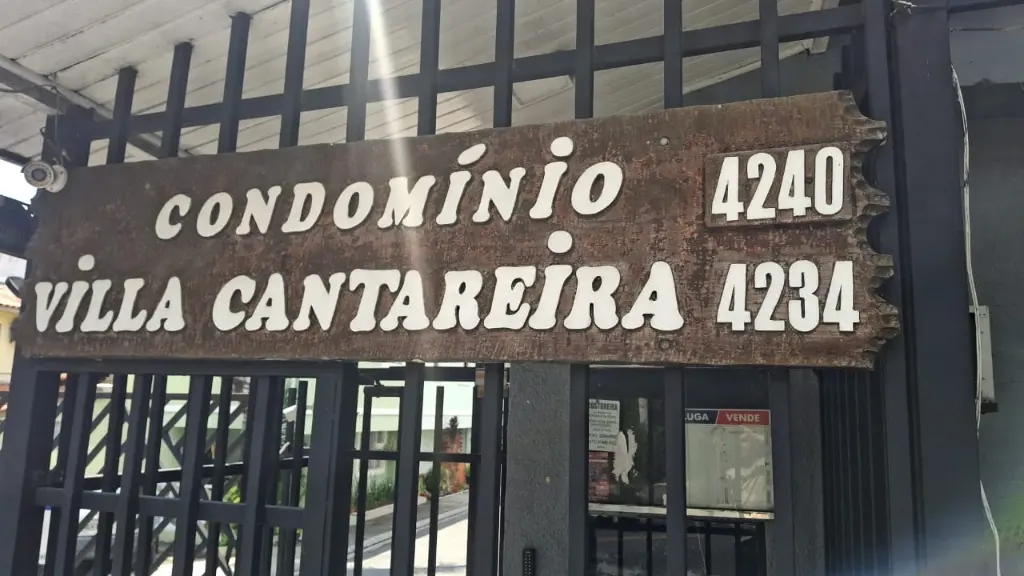 CONDOMÍNIO 4240
VILLA CANTAREIRA 4234
LUGA VENDE